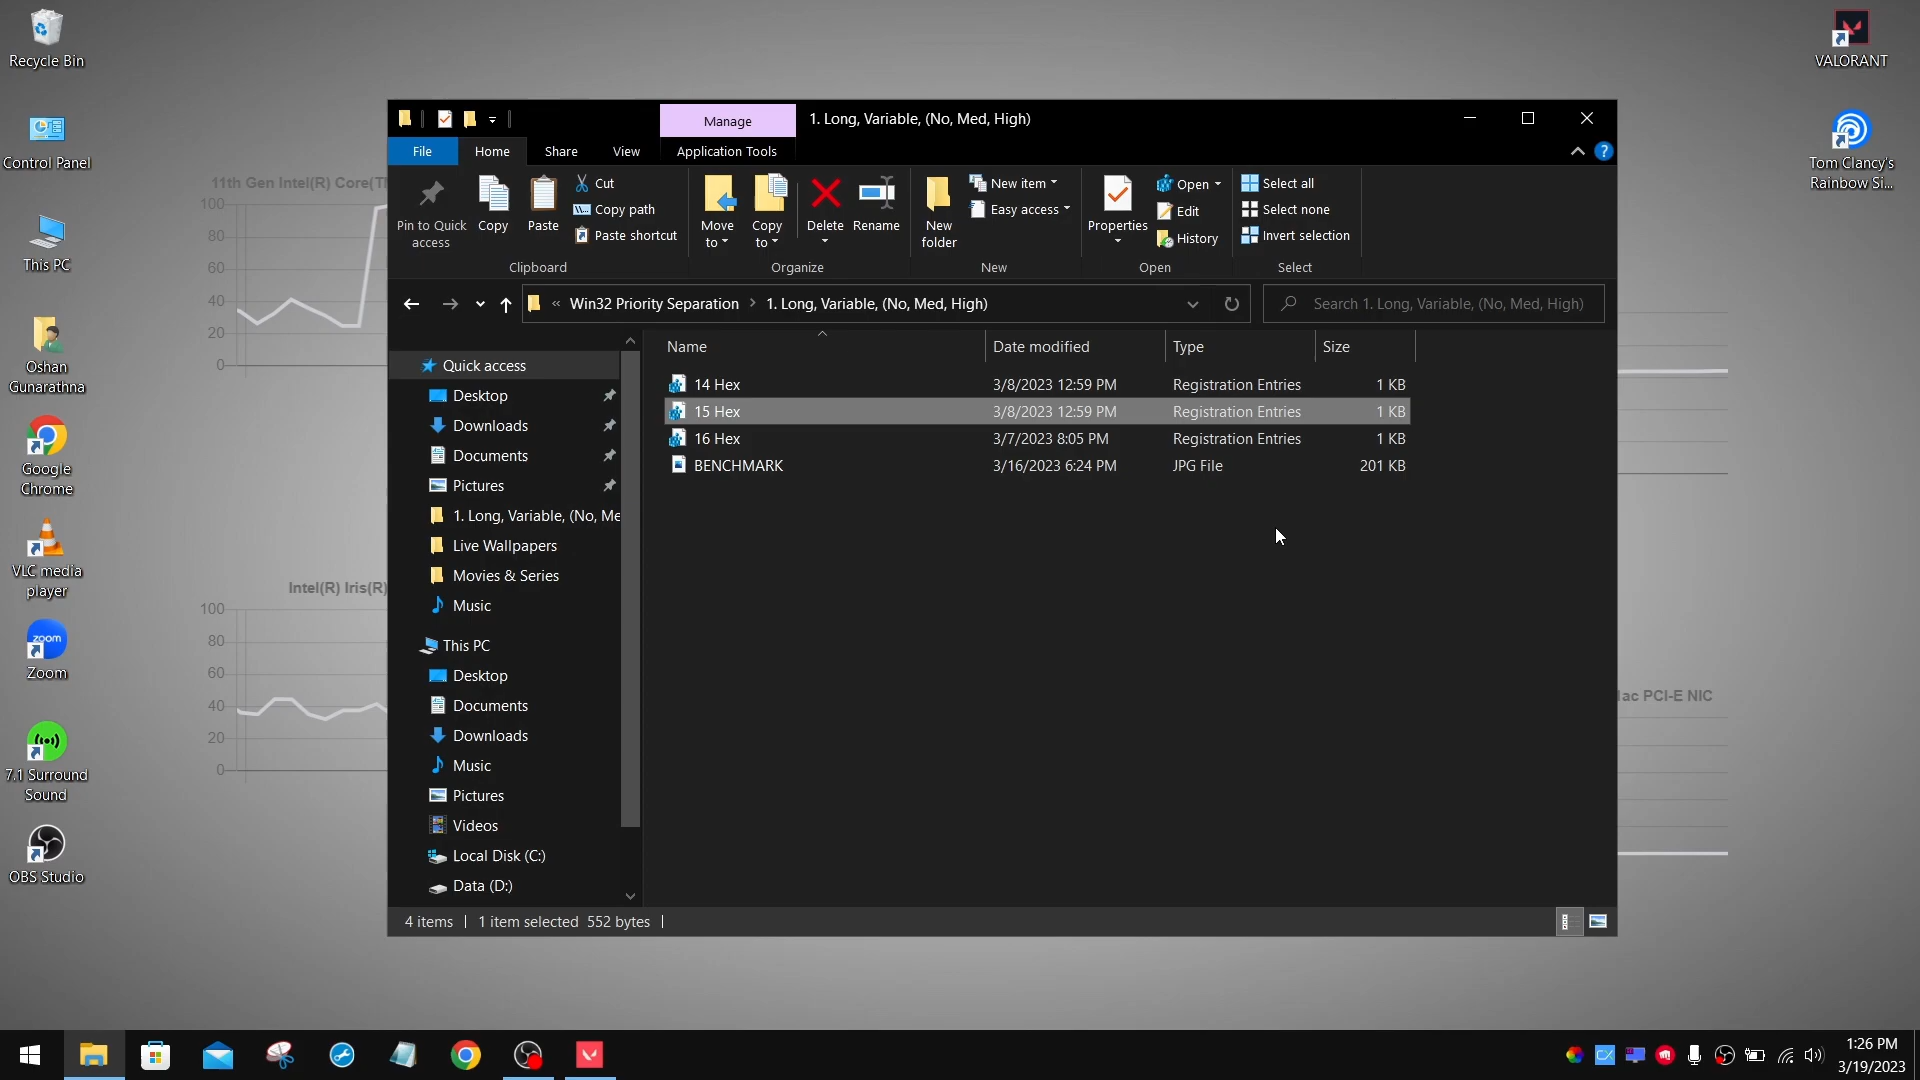 Recycle Bin
Control Panel
This PC
Oshan
Gunarathna
Google
Chrome
VLC media
player
zoom
Zoom
7.1 Surround
Sound
OBS Studio
VALORANT
Tom Clancy's
Rainbow Si...
11th Gen Intel(R) Core(T
100
80
60
40
20
0
Intel(R) Iris(R)
100
80
60
40
20
0
ac PCI-E NIC
Manage
1. Long, Variable, (No, Med, High)
File
Home
Share
View
Application Tools
Pin to Quick
access
Copy
Paste
Cut
Copy path
Paste shortcut
Clipboard
Move
to
Copy
to
Delete
Rename
Organize
New
folder
New item
Easy access
New
Properties
Open
Edit
History
Open
Select all
Select none
Invert selection
Select
« Win32 Priority Separation > 1. Long, Variable, (No, Med, High)
Search 1. Long, Variable, (No, Med, High)
Quick access
Desktop
Downloads
Documents
Pictures
1. Long, Variable, (No, Me
Live Wallpapers
Movies & Series
Music
This PC
Desktop
Documents
Downloads
Music
Pictures
Videos
Local Disk (C:)
Data (D:)
Name Date modified Type Size
14 Hex 3/8/2023 12:59 PM Registration Entries 1 KB
15 Hex 3/8/2023 12:59 PM Registration Entries 1 KB
16 Hex 3/7/2023 8:05 PM Registration Entries 1 KB
BENCHMARK 3/16/2023 6:24 PM JPG File 201 KB
4 items 1 item selected 552 bytes
1:26 PM
3/19/2023